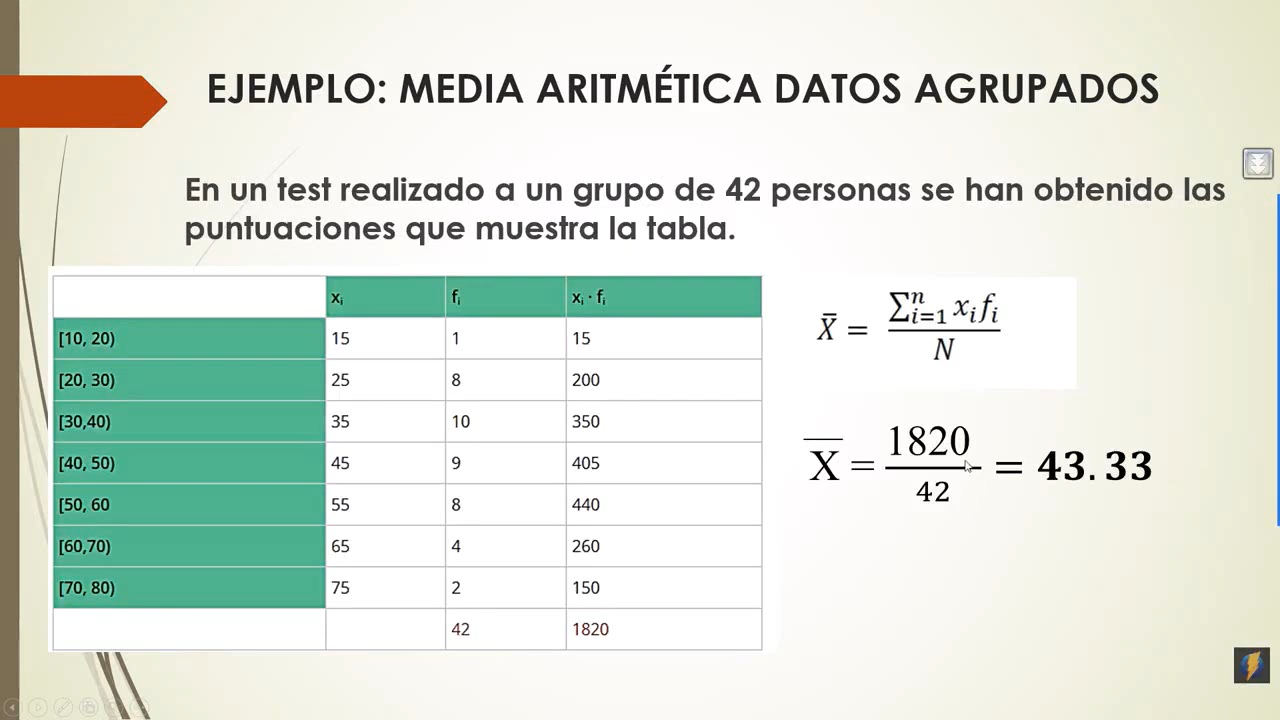 EJEMPLO: MEDIA ARITMÉTICA DATOS AGRUPADOS
En un test realizado a un grupo de 42 personas se han obtenido las
puntuaciones que muestra la tabla.
xᵢ fᵢ xᵢ · fᵢ
[10, 20) 15 1 15
[20, 30) 25 8 200
[30,40) 35 10 350
[40, 50) 45 9 405
[50, 60 55 8 440
[60,70) 65 4 260
[70, 80) 75 2 150
42 1820
X̄ = ∑ⁿᵢ₌₁ xᵢfᵢ / N
X̄ = 1820 / 42 = 43.33